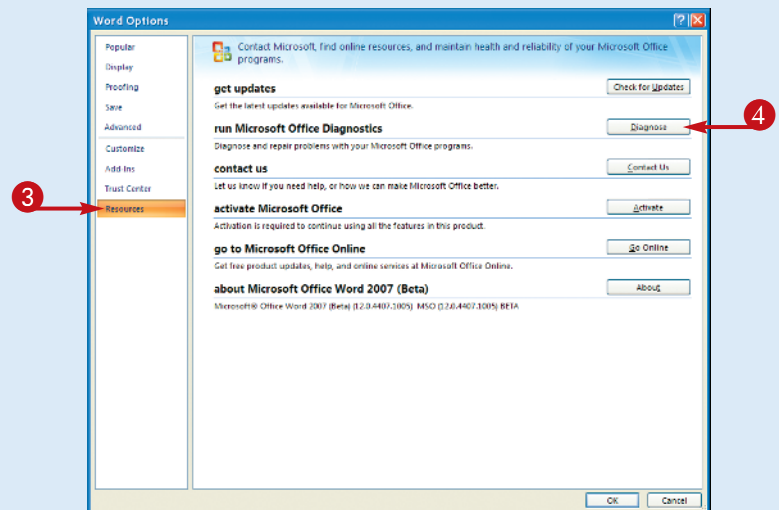 Word Options
Popular
Display
Proofing
Save
Advanced
Customize
Add-Ins
Trust Center
Resources
3
Contact Microsoft, find online resources, and maintain health and reliability of your Microsoft Office
programs.
get updates
Check for Updates
Get the latest updates available for Microsoft Office.
run Microsoft Office Diagnostics
Diagnose
4
Diagnose and repair problems with your Microsoft Office programs.
contact us
Contact Us
Let us know if you need help, or how we can make Microsoft Office better.
activate Microsoft Office
Activate
Activation is required to continue using all the features in this product.
go to Microsoft Office Online
Go Online
Get free product updates, help, and online services at Microsoft Office Online.
about Microsoft Office Word 2007 (Beta)
About
Microsoft® Office Word 2007 (Beta) (12.0.4407.1005) MSO (12.0.4407.1005) BETA
OK
Cancel